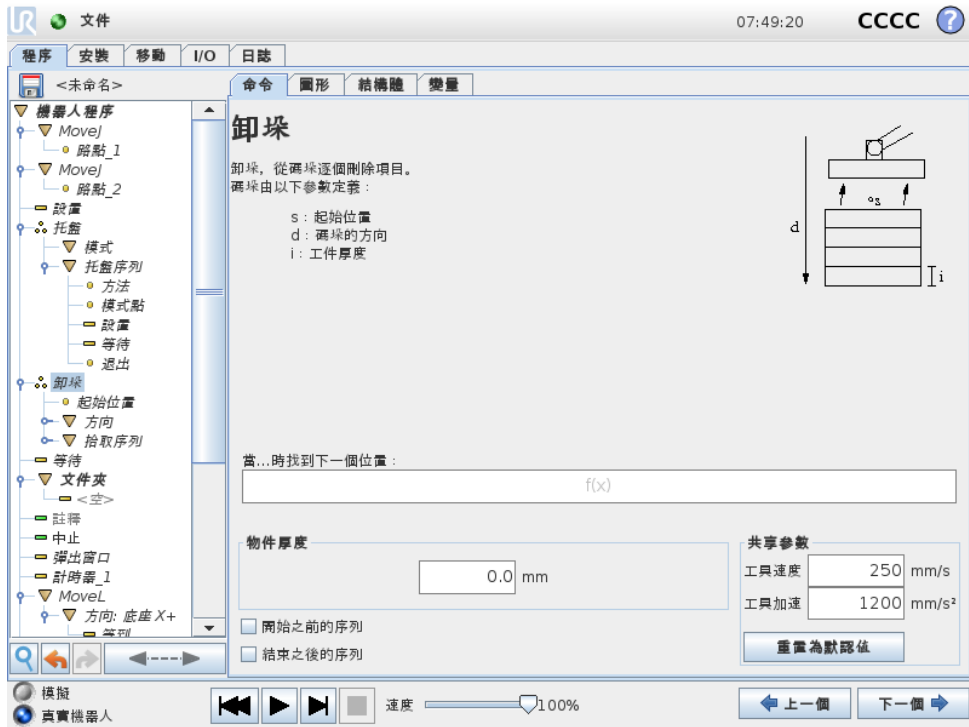 UR 文件 07:49:20 CCCC ?
程序 安裝 移動 I/O 日誌
<未命名>
命令 圖形 結構體 變量
機器人程序
MoveJ
路點_1
MoveJ
路點_2
設置
托盤
模式
托盤序列
方法
模式點
設置
等待
退出
卸垛
起始位置
方向
拾取序列
等待
文件夾
<空>
註釋
中止
彈出窗口
計時器_1
MoveL
方向: 底座 X+
等到
卸垛
卸垛，從碼垛逐個刪除項目。
碼垛由以下參數定義：
s：起始位置
d：碼垛的方向
i：工件厚度
s
d
i
當...時找到下一個位置：
f(x)
物件厚度
0.0 mm
開始之前的序列
結束之後的序列
共享參數
工具速度 250 mm/s
工具加速 1200 mm/s²
重置為默認值
模擬
真實機器人
速度 100%
上一個 下一個